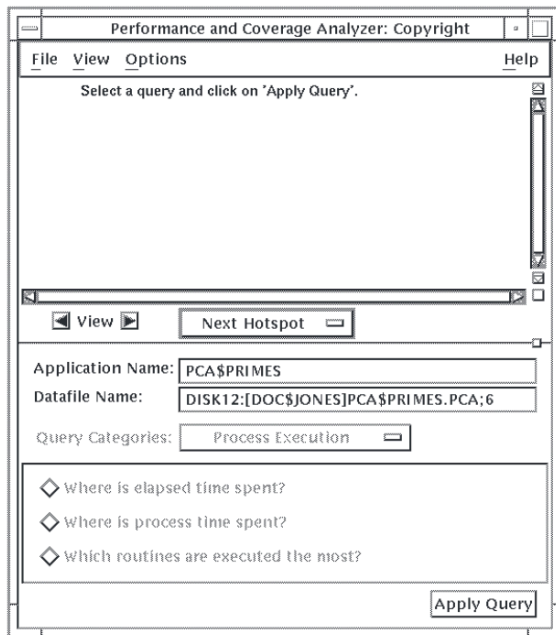 Performance and Coverage Analyzer: Copyright
File View Options Help
Select a query and click on 'Apply Query'.
View Next Hotspot
Application Name: PCA$PRIMES
Datafile Name: DISK12:[DOC$JONES]PCA$PRIMES.PCA;6
Query Categories: Process Execution
Where is elapsed time spent?
Where is process time spent?
Which routines are executed the most?
Apply Query